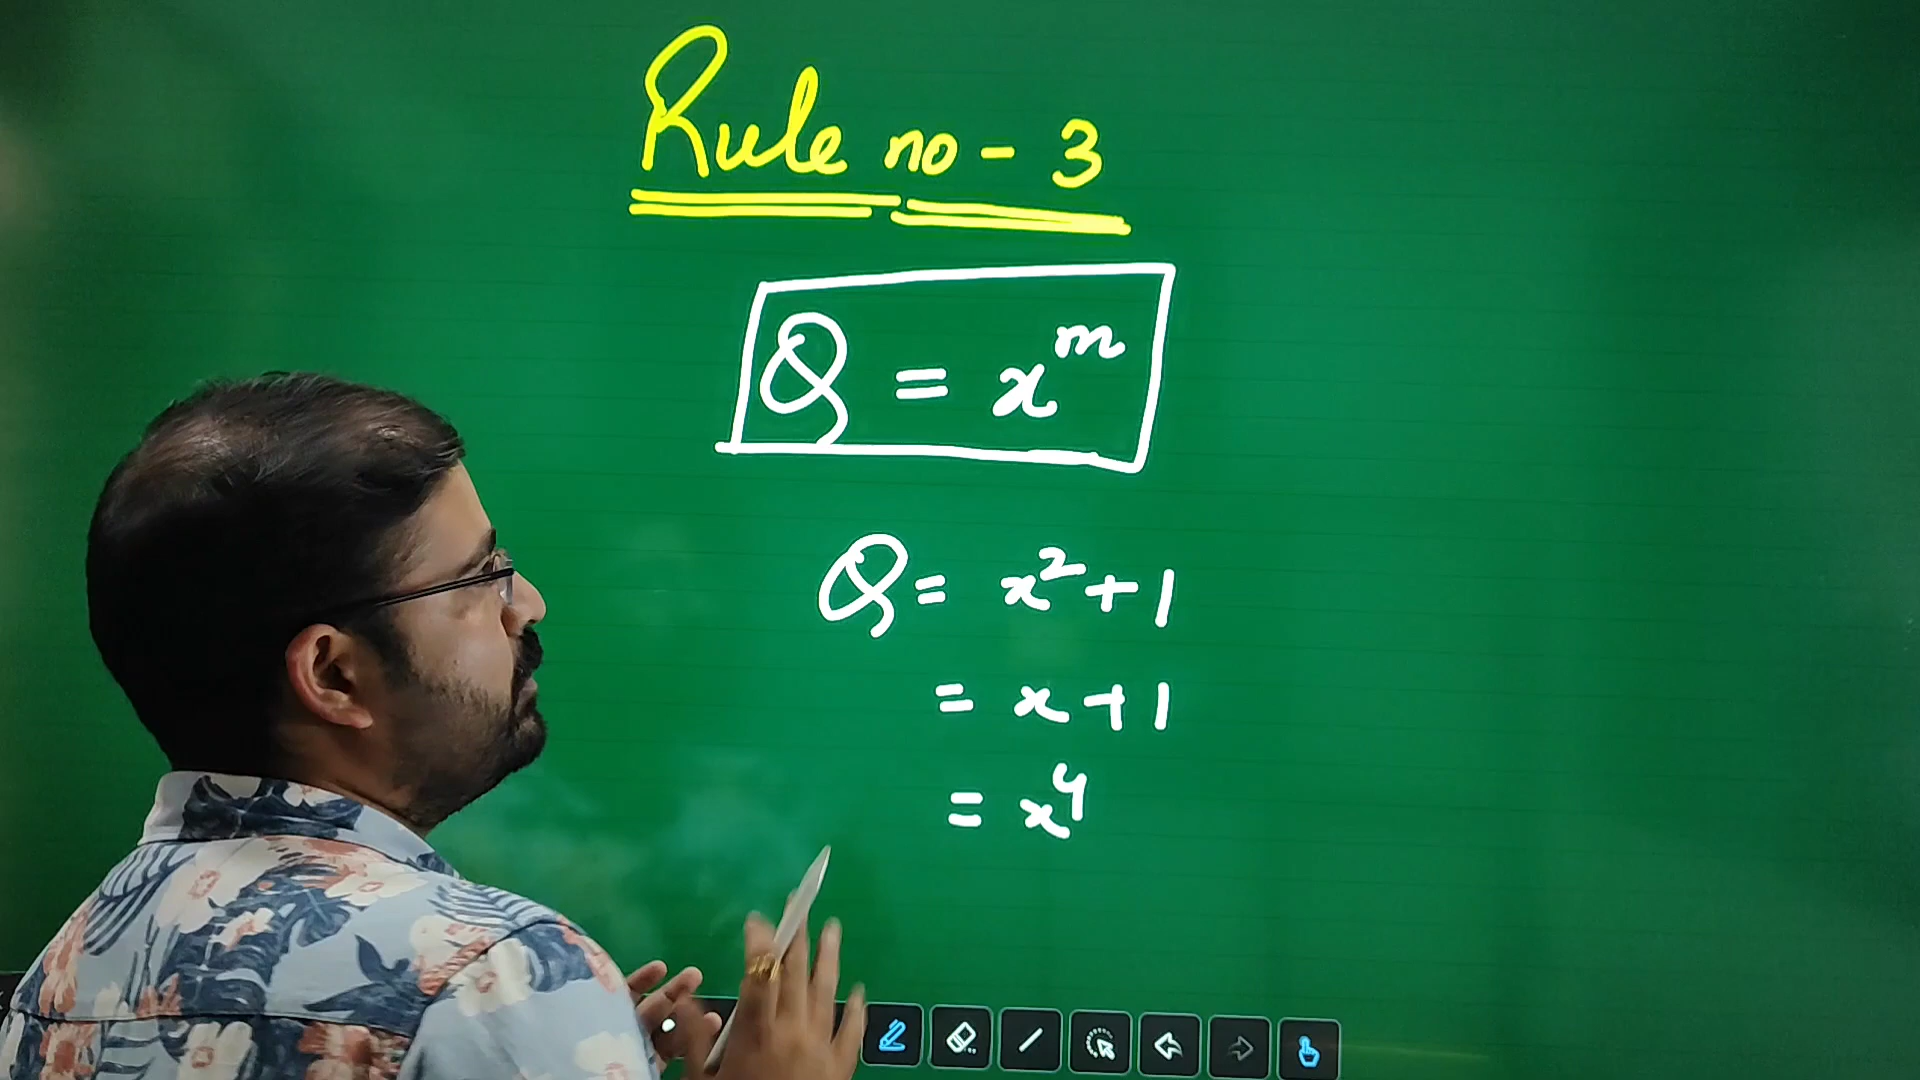 Rule no - 3
Q = x^m
Q = x² + 1
= x + 1
= x⁴